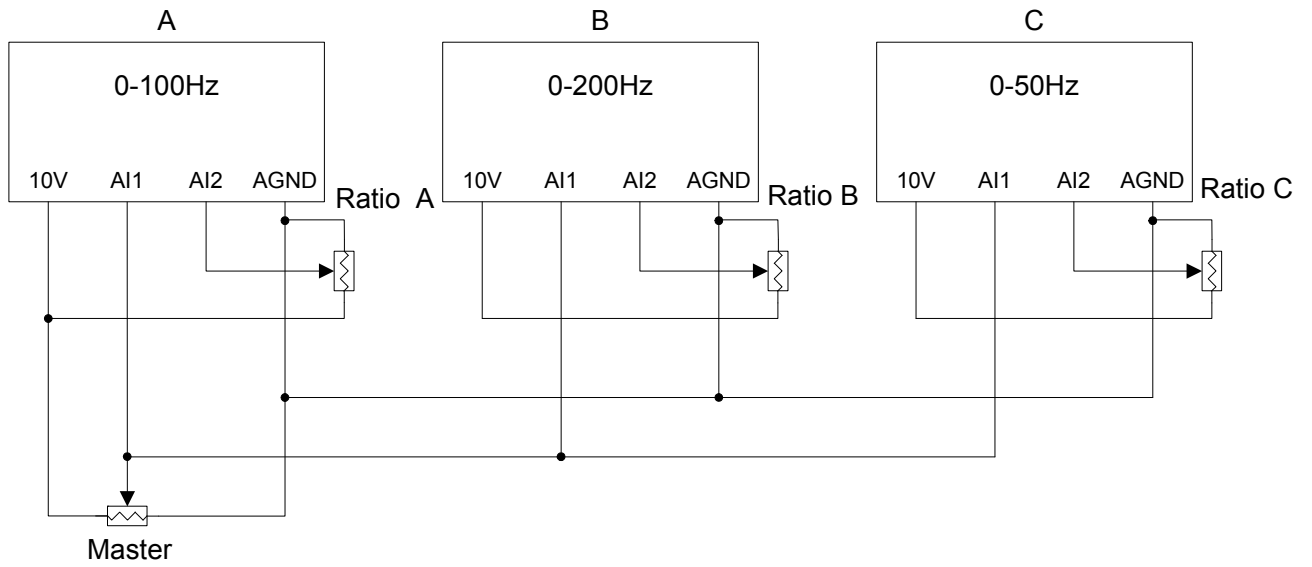 A
B
C
0-100Hz
0-200Hz
0-50Hz
10V AI1 AI2 AGND
Ratio A
10V AI1 AI2 AGND
Ratio B
10V AI1 AI2 AGND
Ratio C
Master